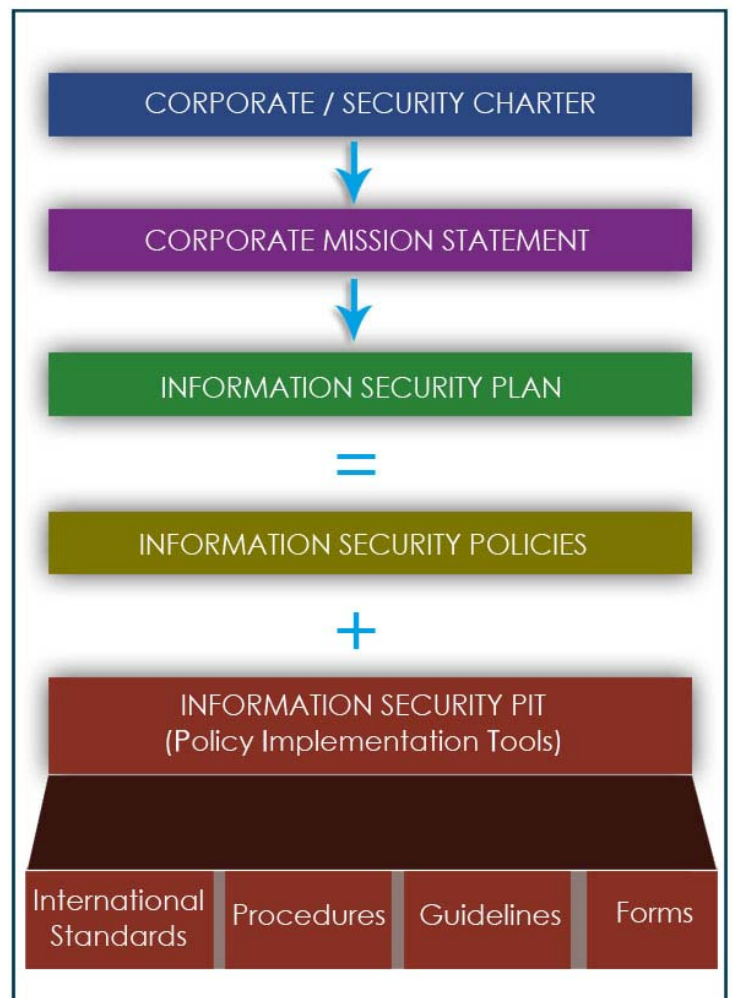 CORPORATE / SECURITY CHARTER
CORPORATE MISSION STATEMENT
INFORMATION SECURITY PLAN
=
INFORMATION SECURITY POLICIES
+
INFORMATION SECURITY PIT
(Policy Implementation Tools)
International
Standards
Procedures
Guidelines
Forms